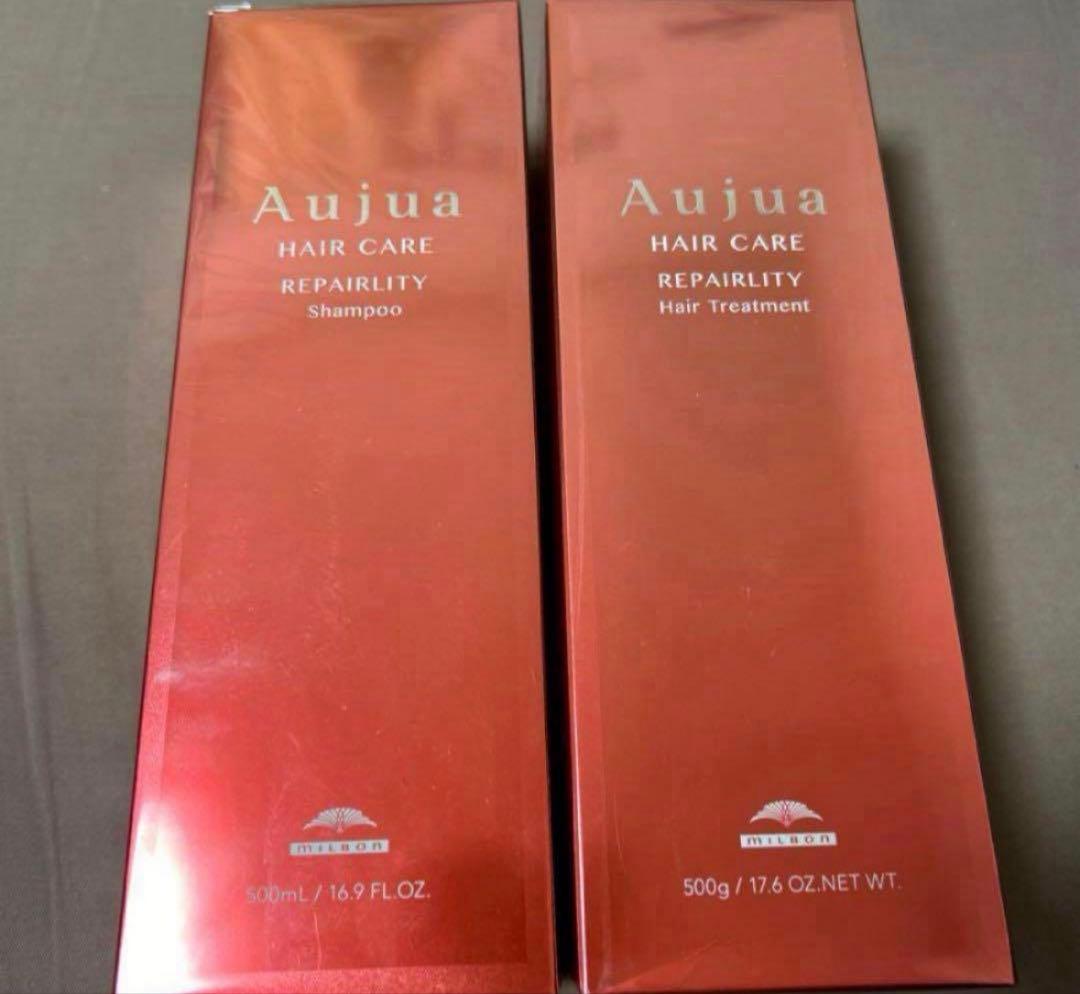 Aujua
HAIR CARE
REPAIRLITY
Shampoo
MILBON
500mL / 16.9 FL.OZ.
Aujua
HAIR CARE
REPAIRLITY
Hair Treatment
MILBON
500g / 17.6 OZ.NET WT.